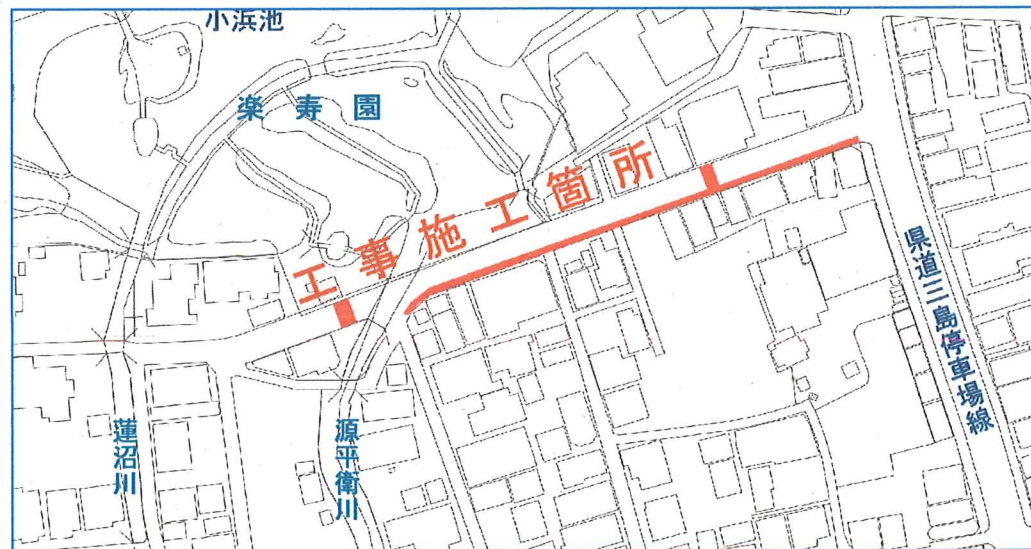 小浜池
楽寿園
工事施工箇所
県道三島停車場線
蓮沼川
源平衛川